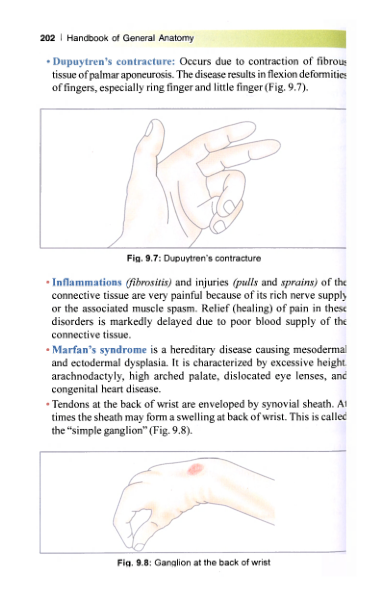 202 | Handbook of General Anatomy
• Dupuytren's contracture: Occurs due to contraction of fibrous
tissue of palmar aponeurosis. The disease results in flexion deformities
of fingers, especially ring finger and little finger (Fig. 9.7).
Fig. 9.7: Dupuytren's contracture
• Inflammations (fibrositis) and injuries (pulls and sprains) of the
connective tissue are very painful because of its rich nerve supply
or the associated muscle spasm. Relief (healing) of pain in these
disorders is markedly delayed due to poor blood supply of the
connective tissue.
• Marfan's syndrome is a hereditary disease causing mesodermal
and ectodermal dysplasia. It is characterized by excessive height,
arachnodactyly, high arched palate, dislocated eye lenses, and
congenital heart disease.
• Tendons at the back of wrist are enveloped by synovial sheath. At
times the sheath may form a swelling at back of wrist. This is called
the “simple ganglion” (Fig. 9.8).
Fig. 9.8: Ganglion at the back of wrist